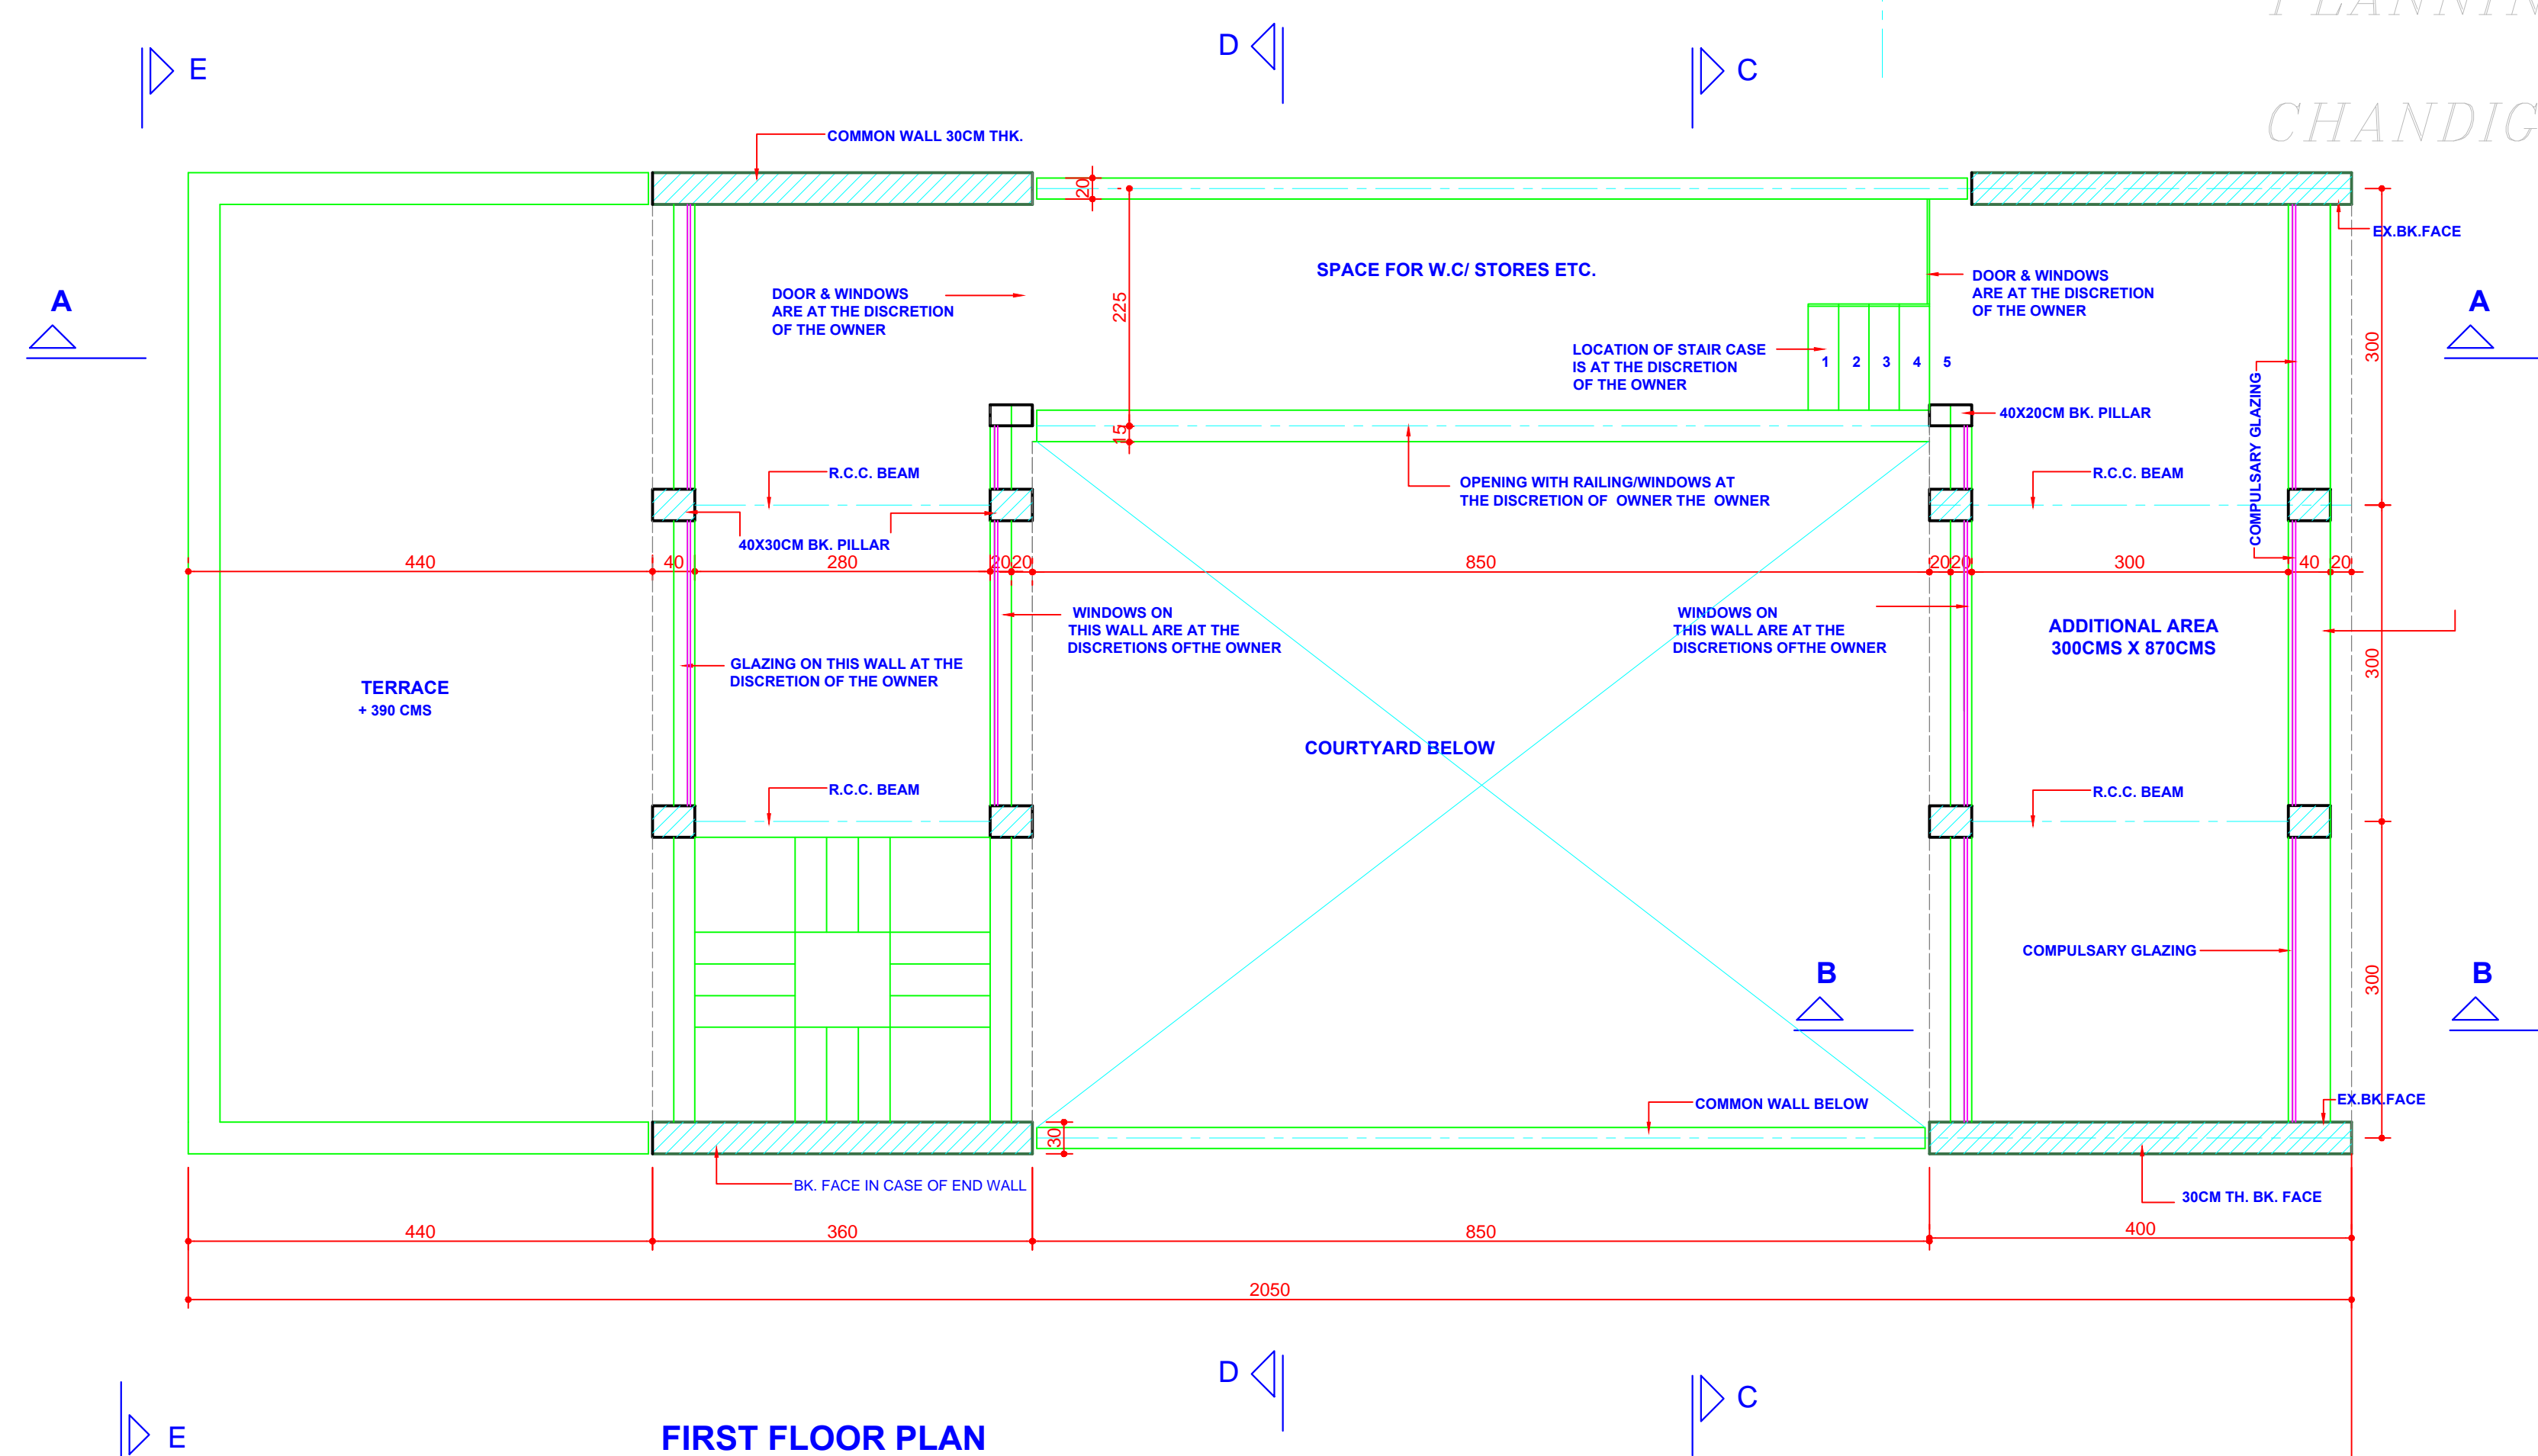 PLANNIN
D
E
C
CHANDIG
COMMON WALL 30CM THK.
20
EX.BK.FACE
SPACE FOR W.C/ STORES ETC.
DOOR & WINDOWS
ARE AT THE DISCRETION
OF THE OWNER
DOOR & WINDOWS
ARE AT THE DISCRETION
OF THE OWNER
A
A
225
300
LOCATION OF STAIR CASE
IS AT THE DISCRETION
OF THE OWNER
1 2 3 4 5
COMPULSARY GLAZING
40X20CM BK. PILLAR
15
R.C.C. BEAM
R.C.C. BEAM
OPENING WITH RAILING/WINDOWS AT
THE DISCRETION OF OWNER THE OWNER
40X30CM BK. PILLAR
440 40 280 20 20 850 20 20 300 40 20
WINDOWS ON
THIS WALL ARE AT THE
DISCRETIONS OFTHE OWNER
WINDOWS ON
THIS WALL ARE AT THE
DISCRETIONS OFTHE OWNER
ADDITIONAL AREA
300CMS X 870CMS
300
GLAZING ON THIS WALL AT THE
DISCRETION OF THE OWNER
TERRACE
+ 390 CMS
COURTYARD BELOW
R.C.C. BEAM
R.C.C. BEAM
COMPULSARY GLAZING
300
B
B
COMMON WALL BELOW
EX.BK.FACE
30
BK. FACE IN CASE OF END WALL
30CM TH. BK. FACE
440 360 850 400
2050
D
C
E
FIRST FLOOR PLAN